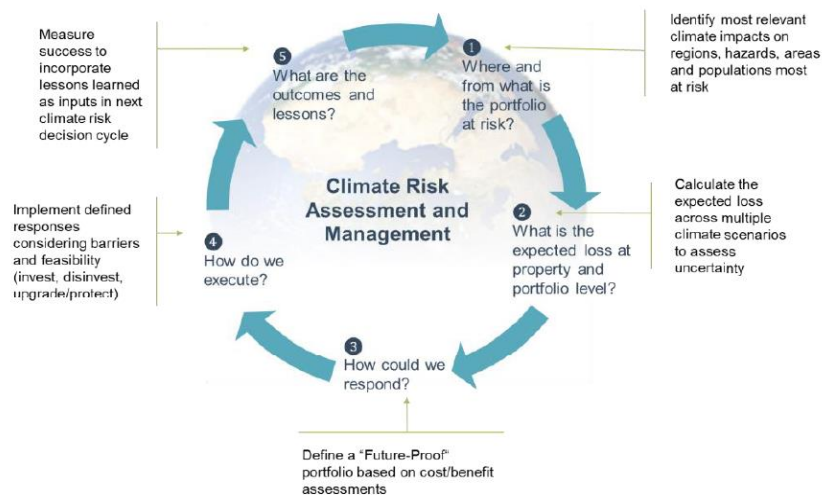 Climate Risk
Assessment and
Management
1
Where and
from what is
the portfolio
at risk?
Identify most relevant
climate impacts on
regions, hazards, areas
and populations most
at risk
2
What is the
expected loss at
property and
portfolio level?
Calculate the
expected loss
across multiple
climate scenarios
to assess
uncertainty
3
How could we
respond?
Define a "Future-Proof"
portfolio based on cost/benefit
assessments
4
How do we
execute?
Implement defined
responses
considering barriers
and feasibility
(invest, disinvest,
upgrade/protect)
5
What are the
outcomes and
lessons?
Measure
success to
incorporate
lessons learned
as inputs in next
climate risk
decision cycle